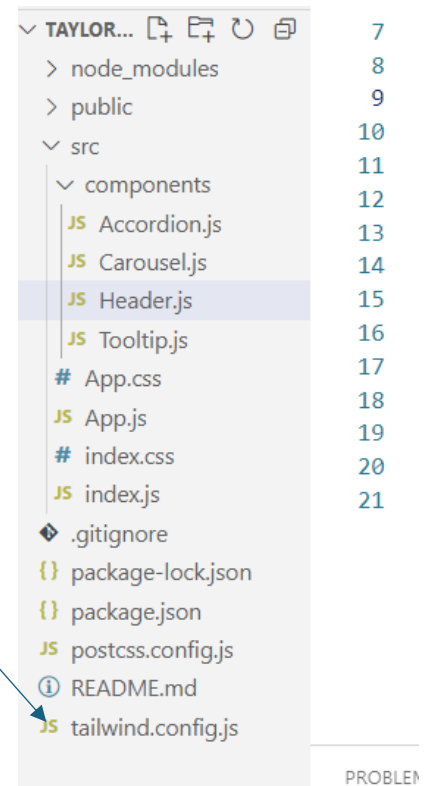 TAYLOR...
node_modules
public
src
components
JS Accordion.js
JS Carousel.js
JS Header.js
JS Tooltip.js
# App.css
JS App.js
# index.css
JS index.js
.gitignore
{} package-lock.json
{} package.json
JS postcss.config.js
README.md
JS tailwind.config.js
7
8
9
10
11
12
13
14
15
16
17
18
19
20
21
PROBLEM